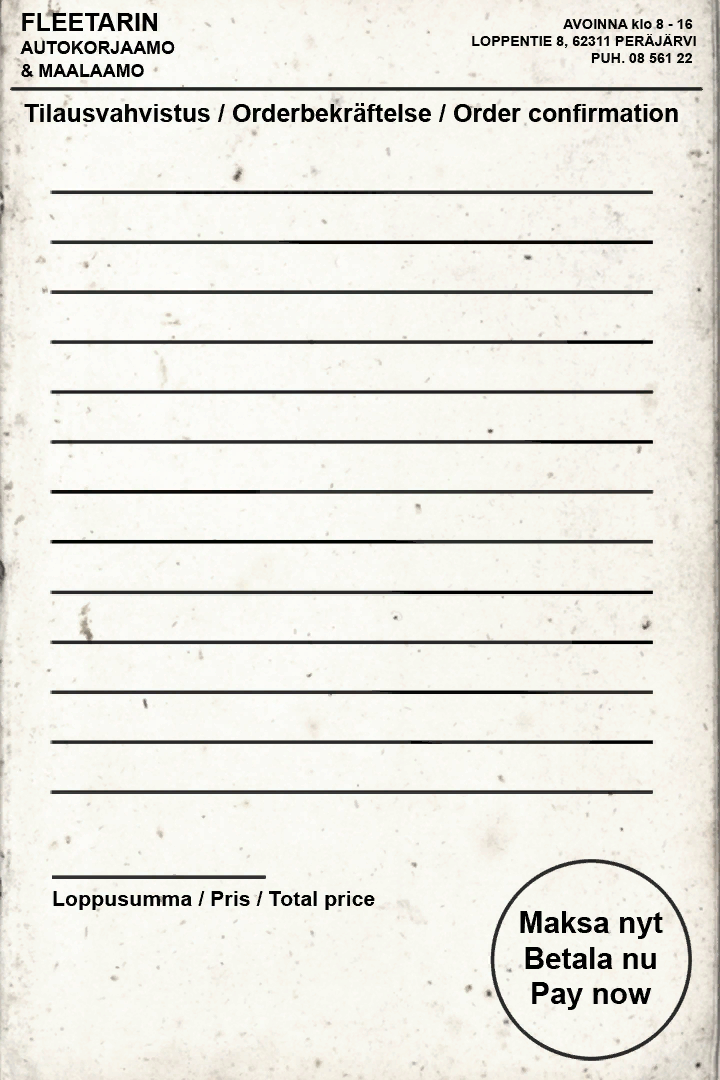 FLEETARIN
AUTOKORJAAMO
& MAALAAMO
AVOINNA klo 8 - 16
LOPPENTIE 8, 62311 PERÄJÄRVI
PUH. 08 561 22
Tilausvahvistus / Orderbekräftelse / Order confirmation
Loppusumma / Pris / Total price
Maksa nyt
Betala nu
Pay now